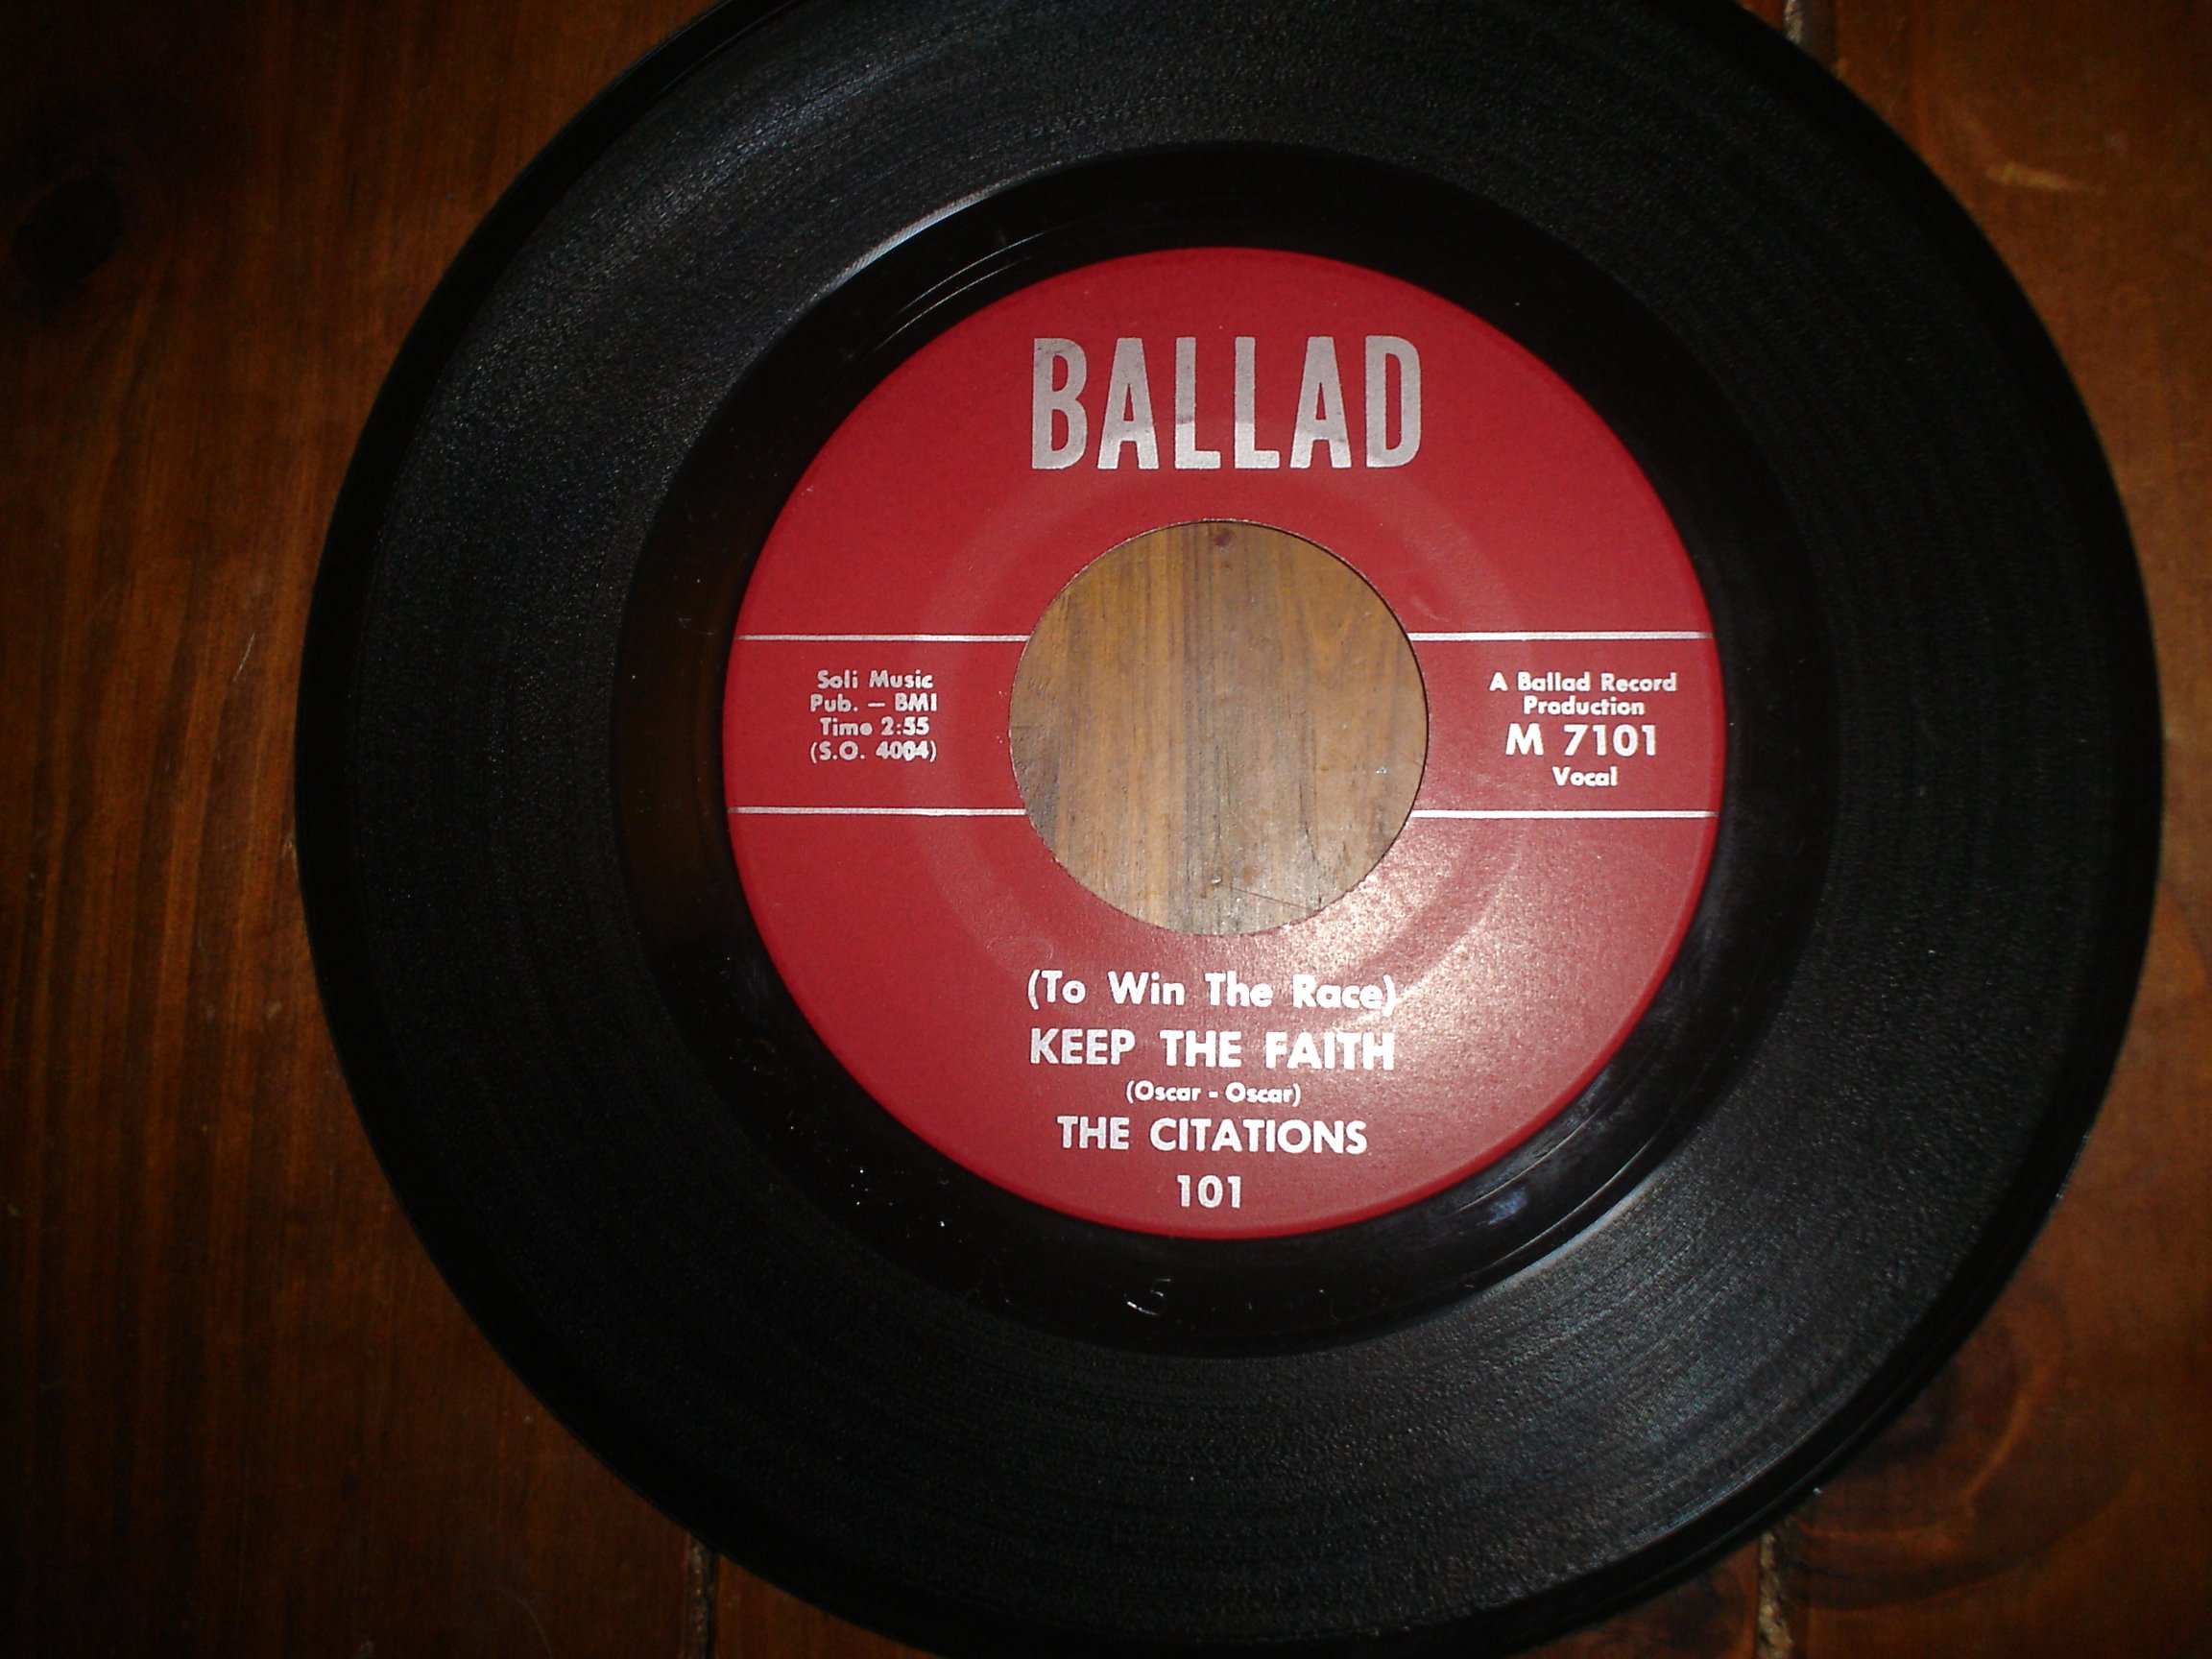 BALLAD
Soli Music
Pub. — BMI
Time 2:55
(S.O. 4004)
A Ballad Record
Production
M 7101
Vocal
(To Win The Race)
KEEP THE FAITH
(Oscar - Oscar)
THE CITATIONS
101